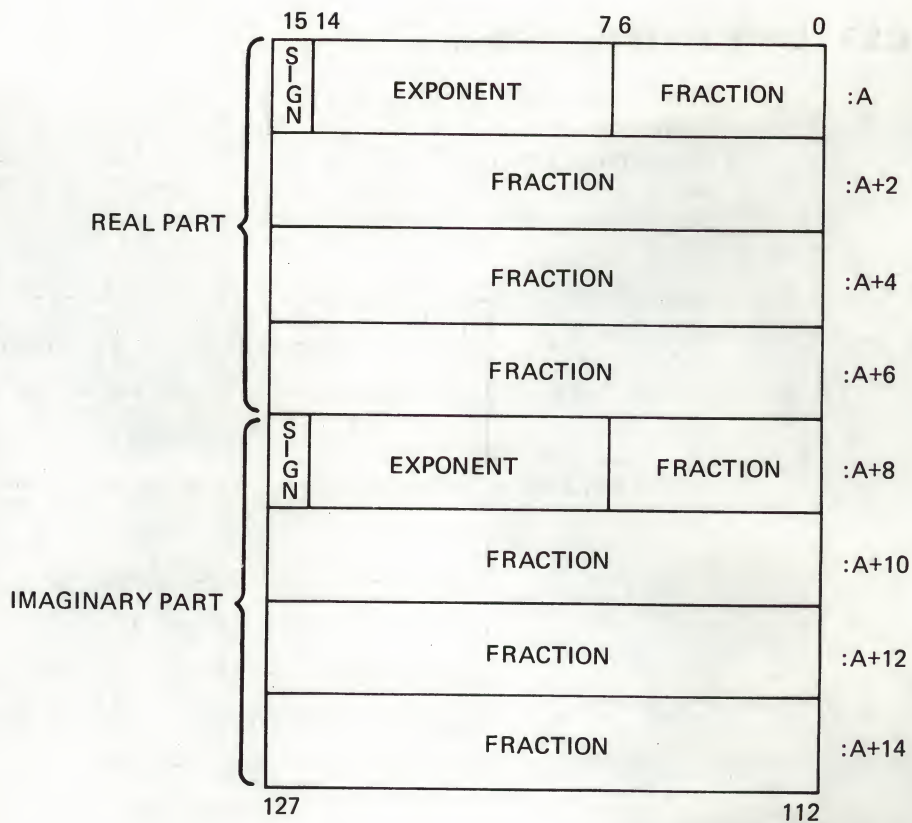 15 14 7 6 0
SIGN EXPONENT FRACTION :A
FRACTION :A+2
REAL PART
FRACTION :A+4
FRACTION :A+6
SIGN EXPONENT FRACTION :A+8
FRACTION :A+10
IMAGINARY PART
FRACTION :A+12
FRACTION :A+14
127 112